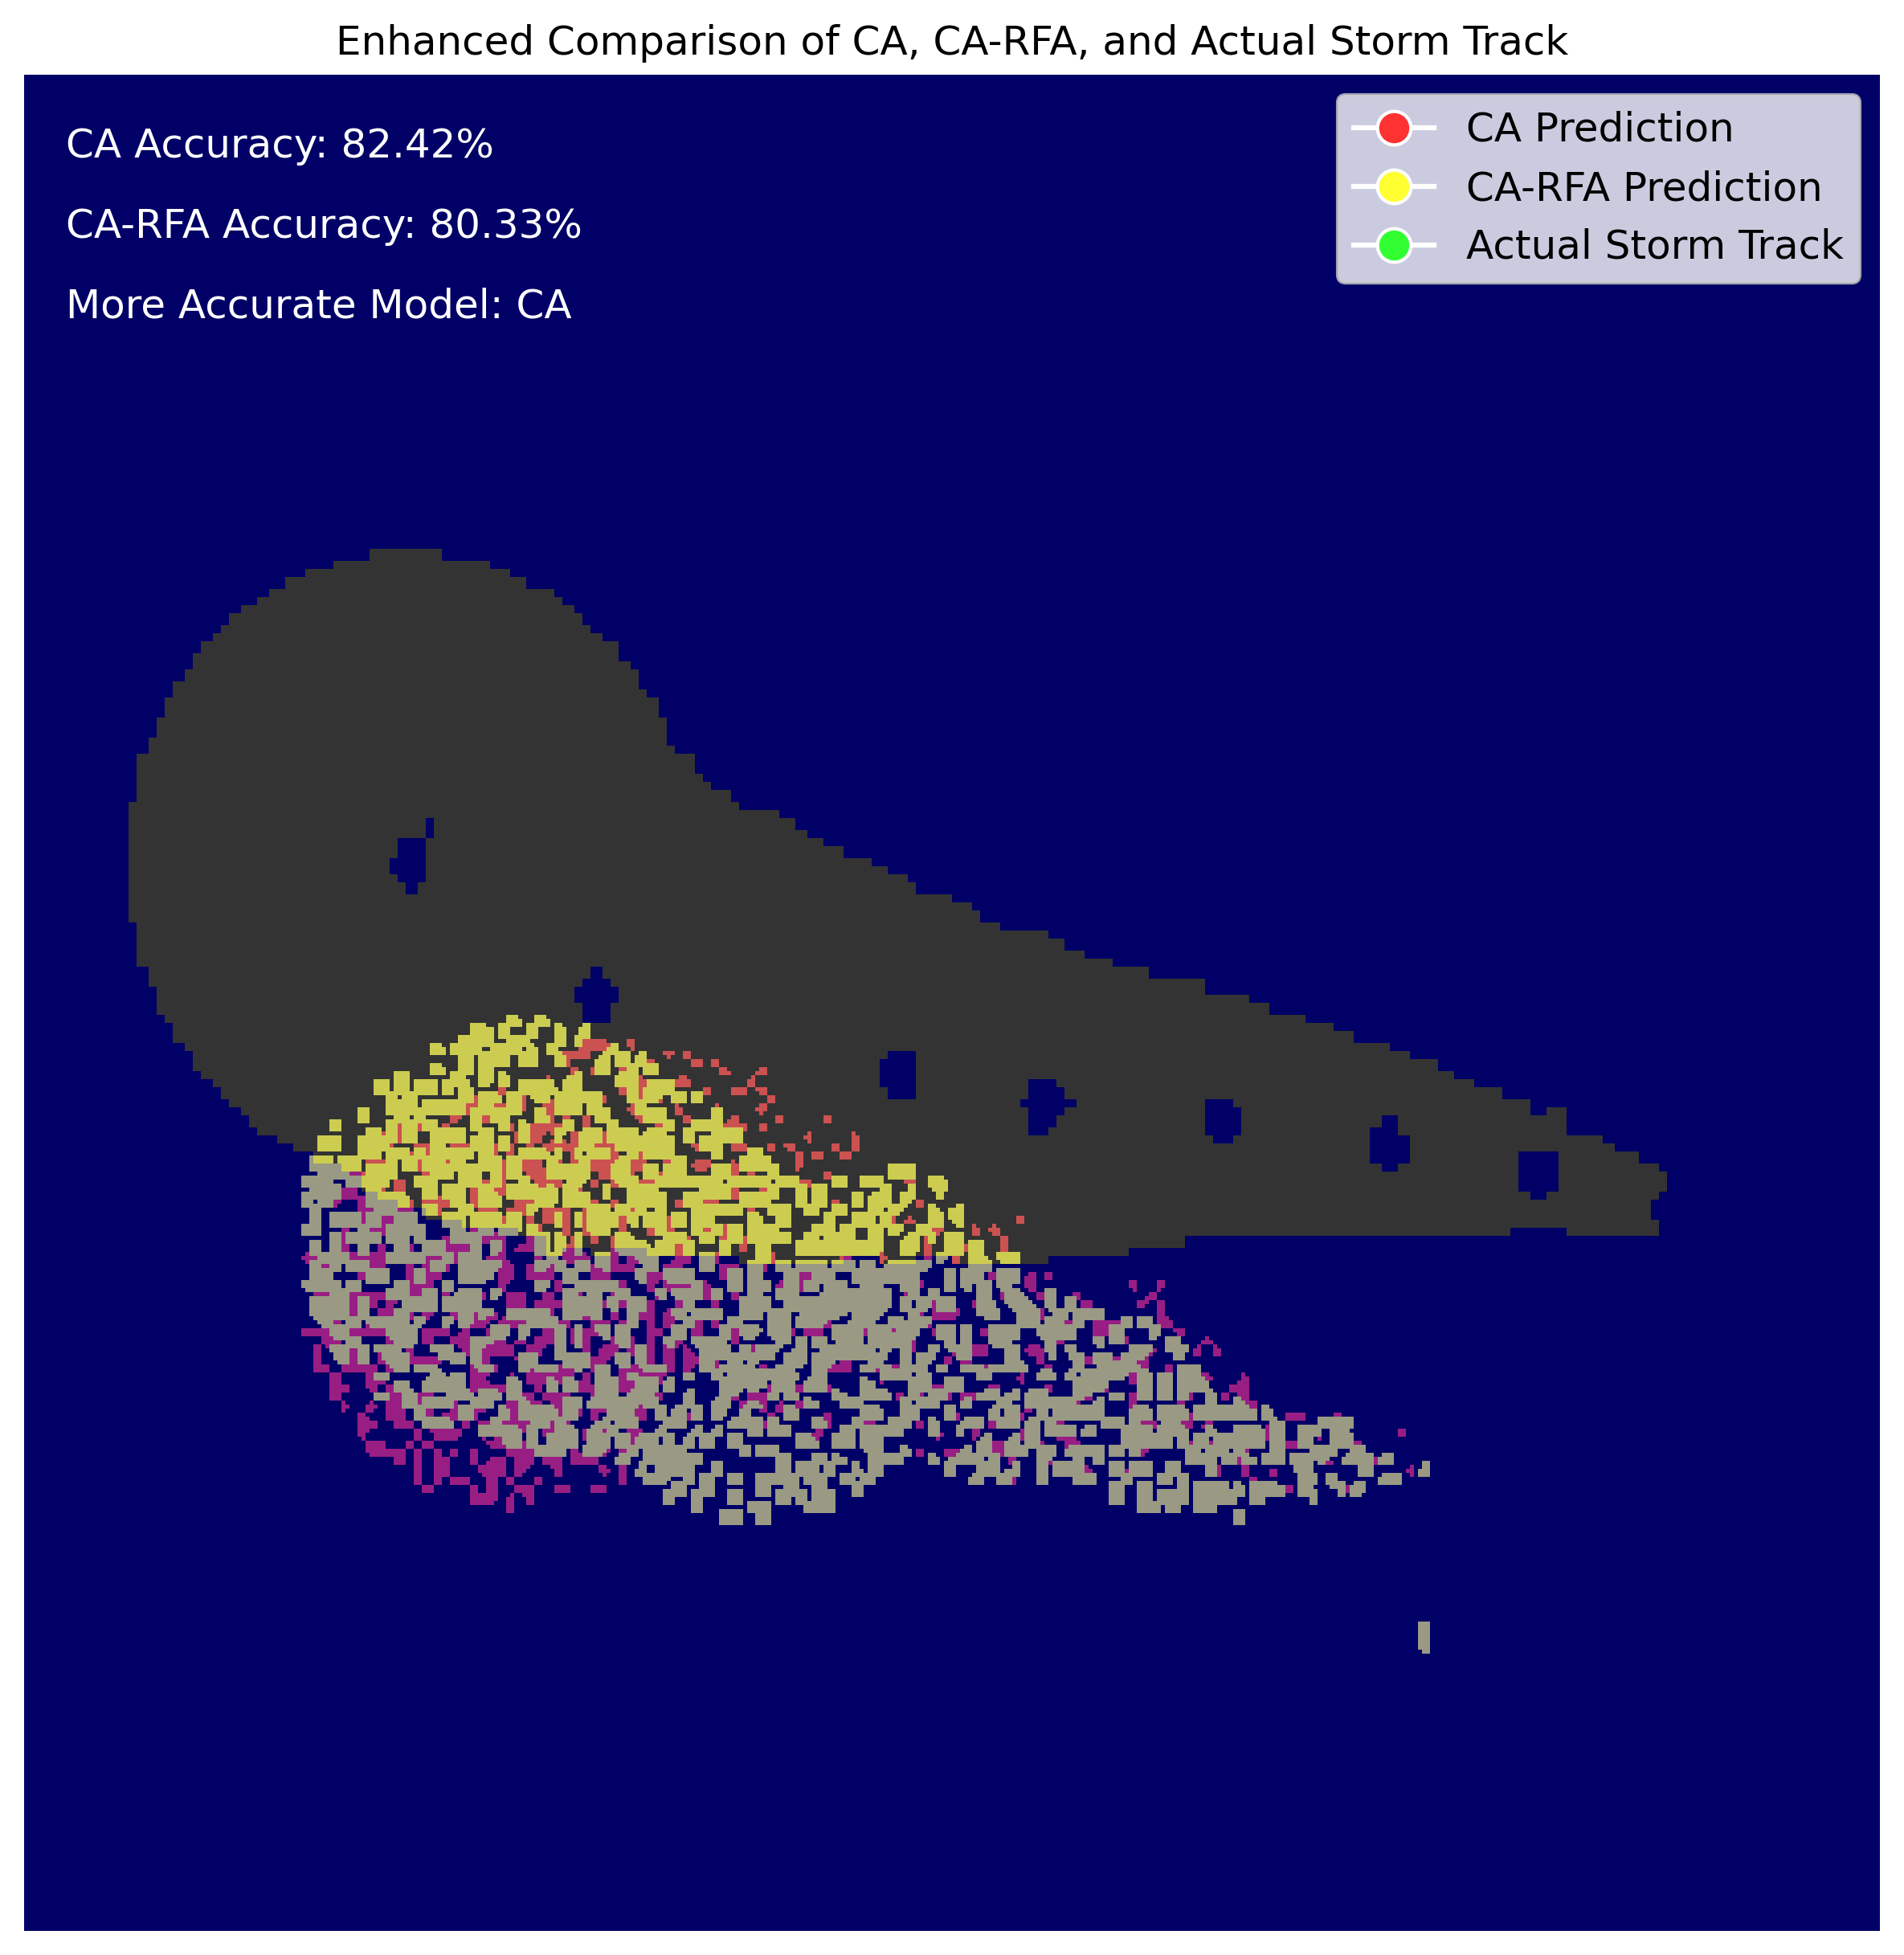 Enhanced Comparison of CA, CA-RFA, and Actual Storm Track
CA Accuracy: 82.42%
CA-RFA Accuracy: 80.33%
More Accurate Model: CA
CA Prediction
CA-RFA Prediction
Actual Storm Track